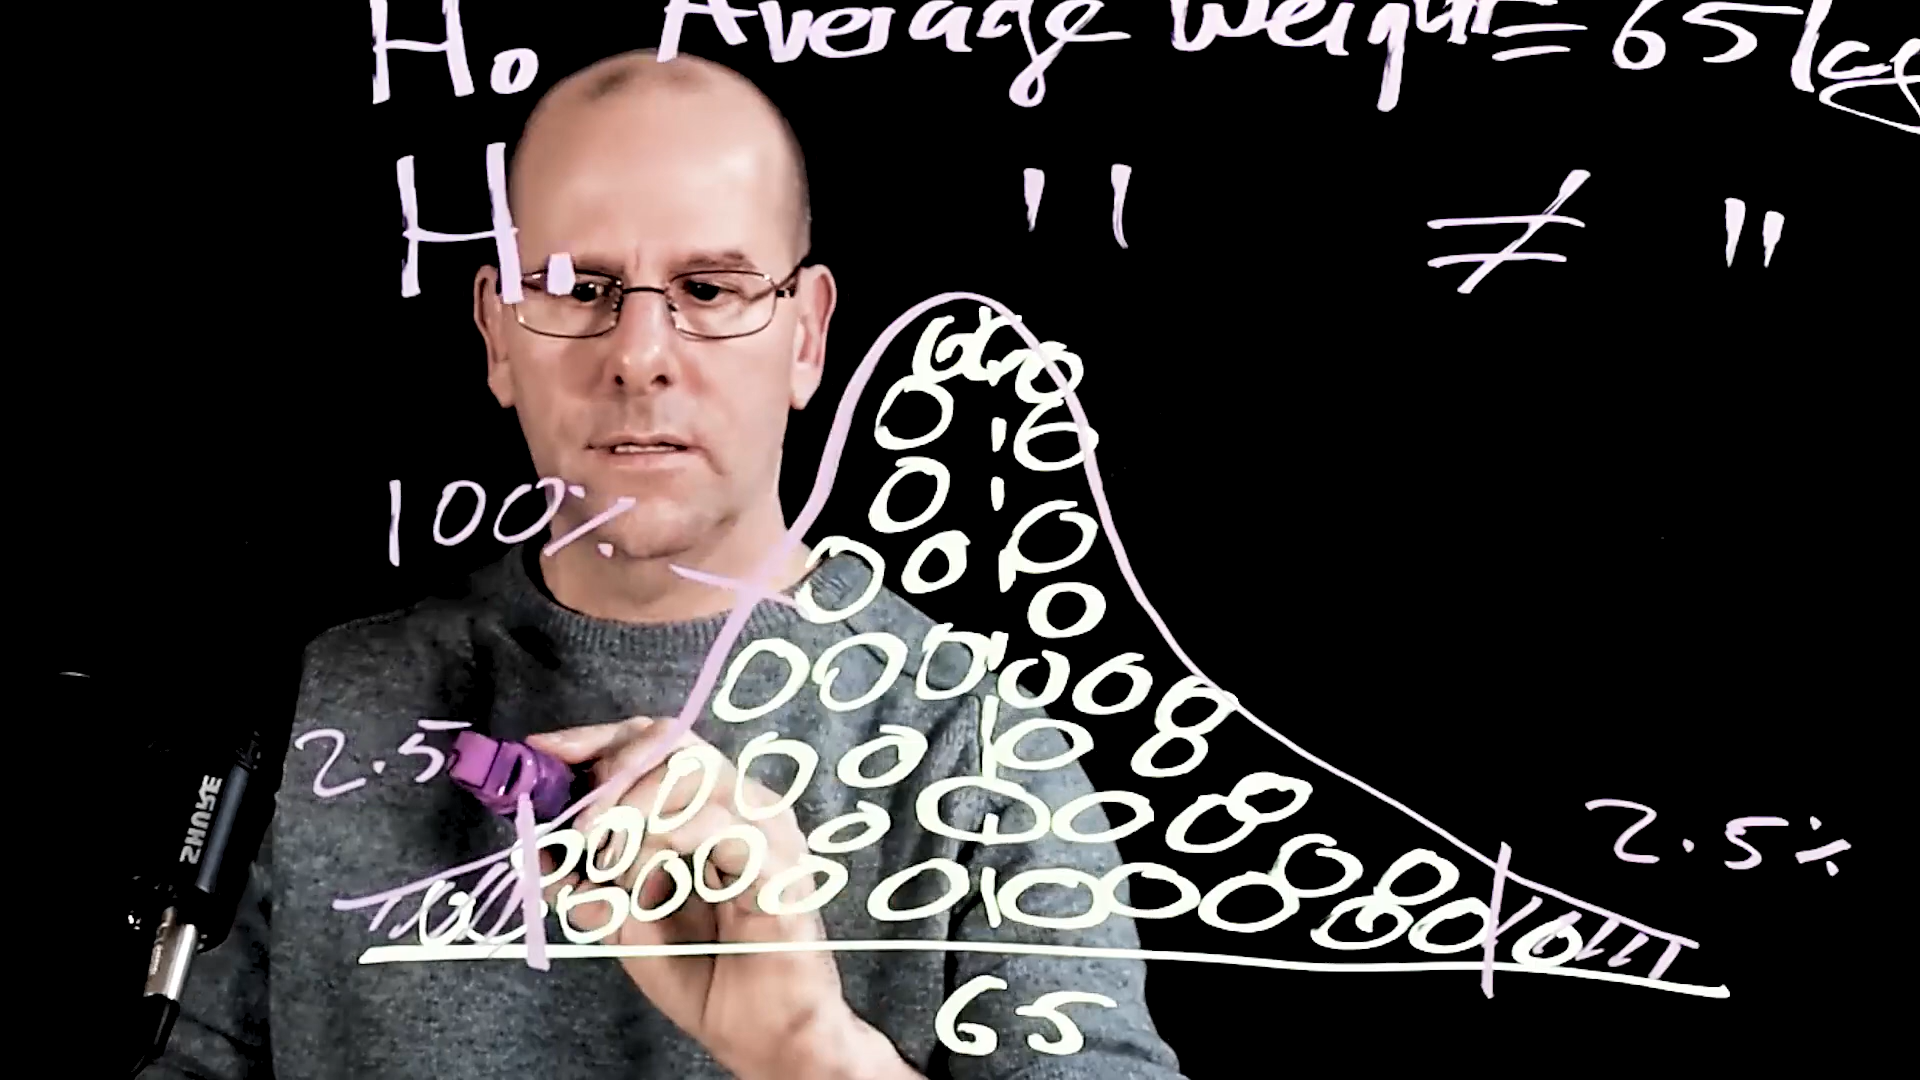 H0 Average Weight = 65 kg
H1 " ≠ "
100%
2.5
2.5%
65
SHURE